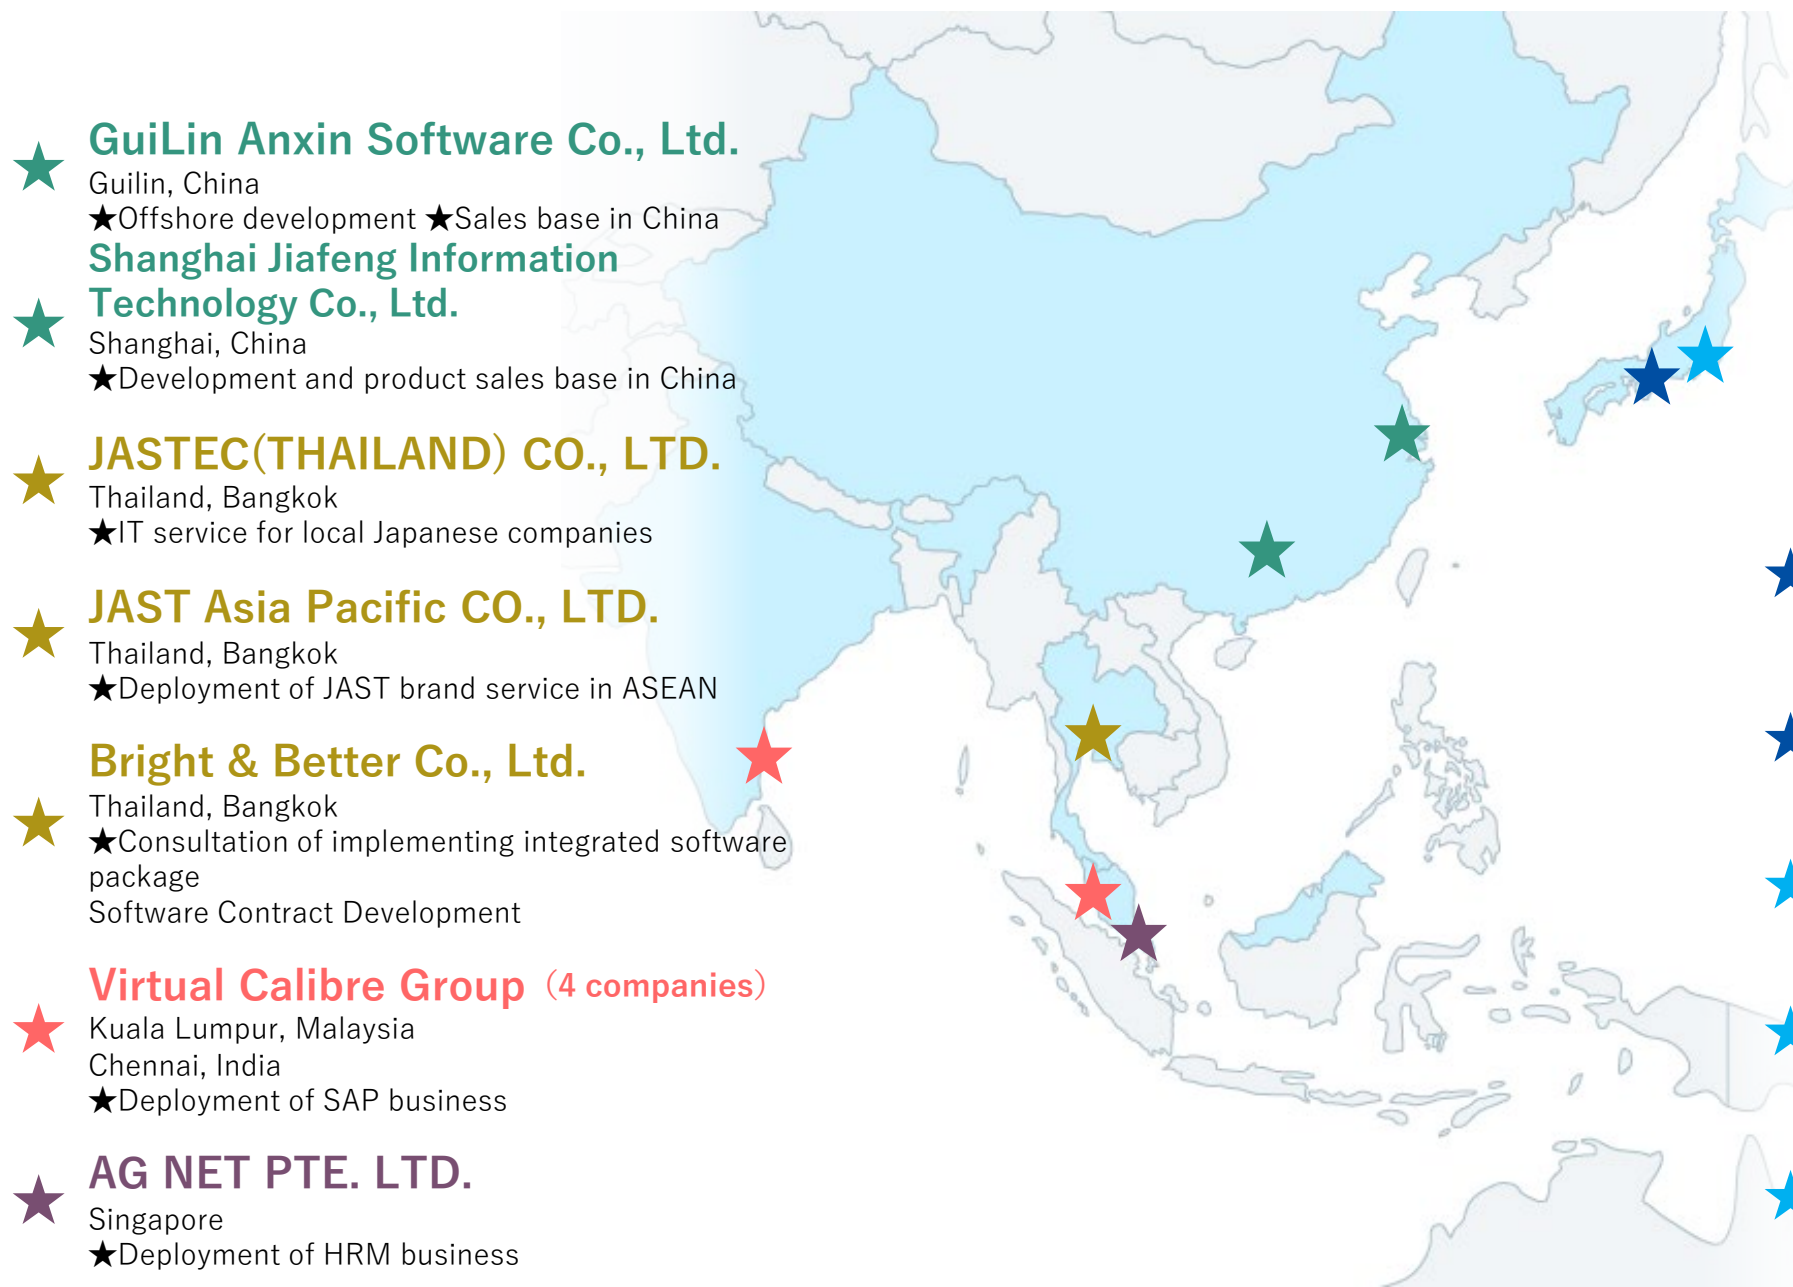 GuiLin Anxin Software Co., Ltd.
Guilin, China
★Offshore development ★Sales base in China
Shanghai Jiafeng Information
Technology Co., Ltd.
Shanghai, China
★Development and product sales base in China
JASTEC(THAILAND) CO., LTD.
Thailand, Bangkok
★IT service for local Japanese companies
JAST Asia Pacific CO., LTD.
Thailand, Bangkok
★Deployment of JAST brand service in ASEAN
Bright & Better Co., Ltd.
Thailand, Bangkok
★Consultation of implementing integrated software
package
Software Contract Development
Virtual Calibre Group（4 companies）
Kuala Lumpur, Malaysia
Chennai, India
★Deployment of SAP business
AG NET PTE. LTD.
Singapore
★Deployment of HRM business